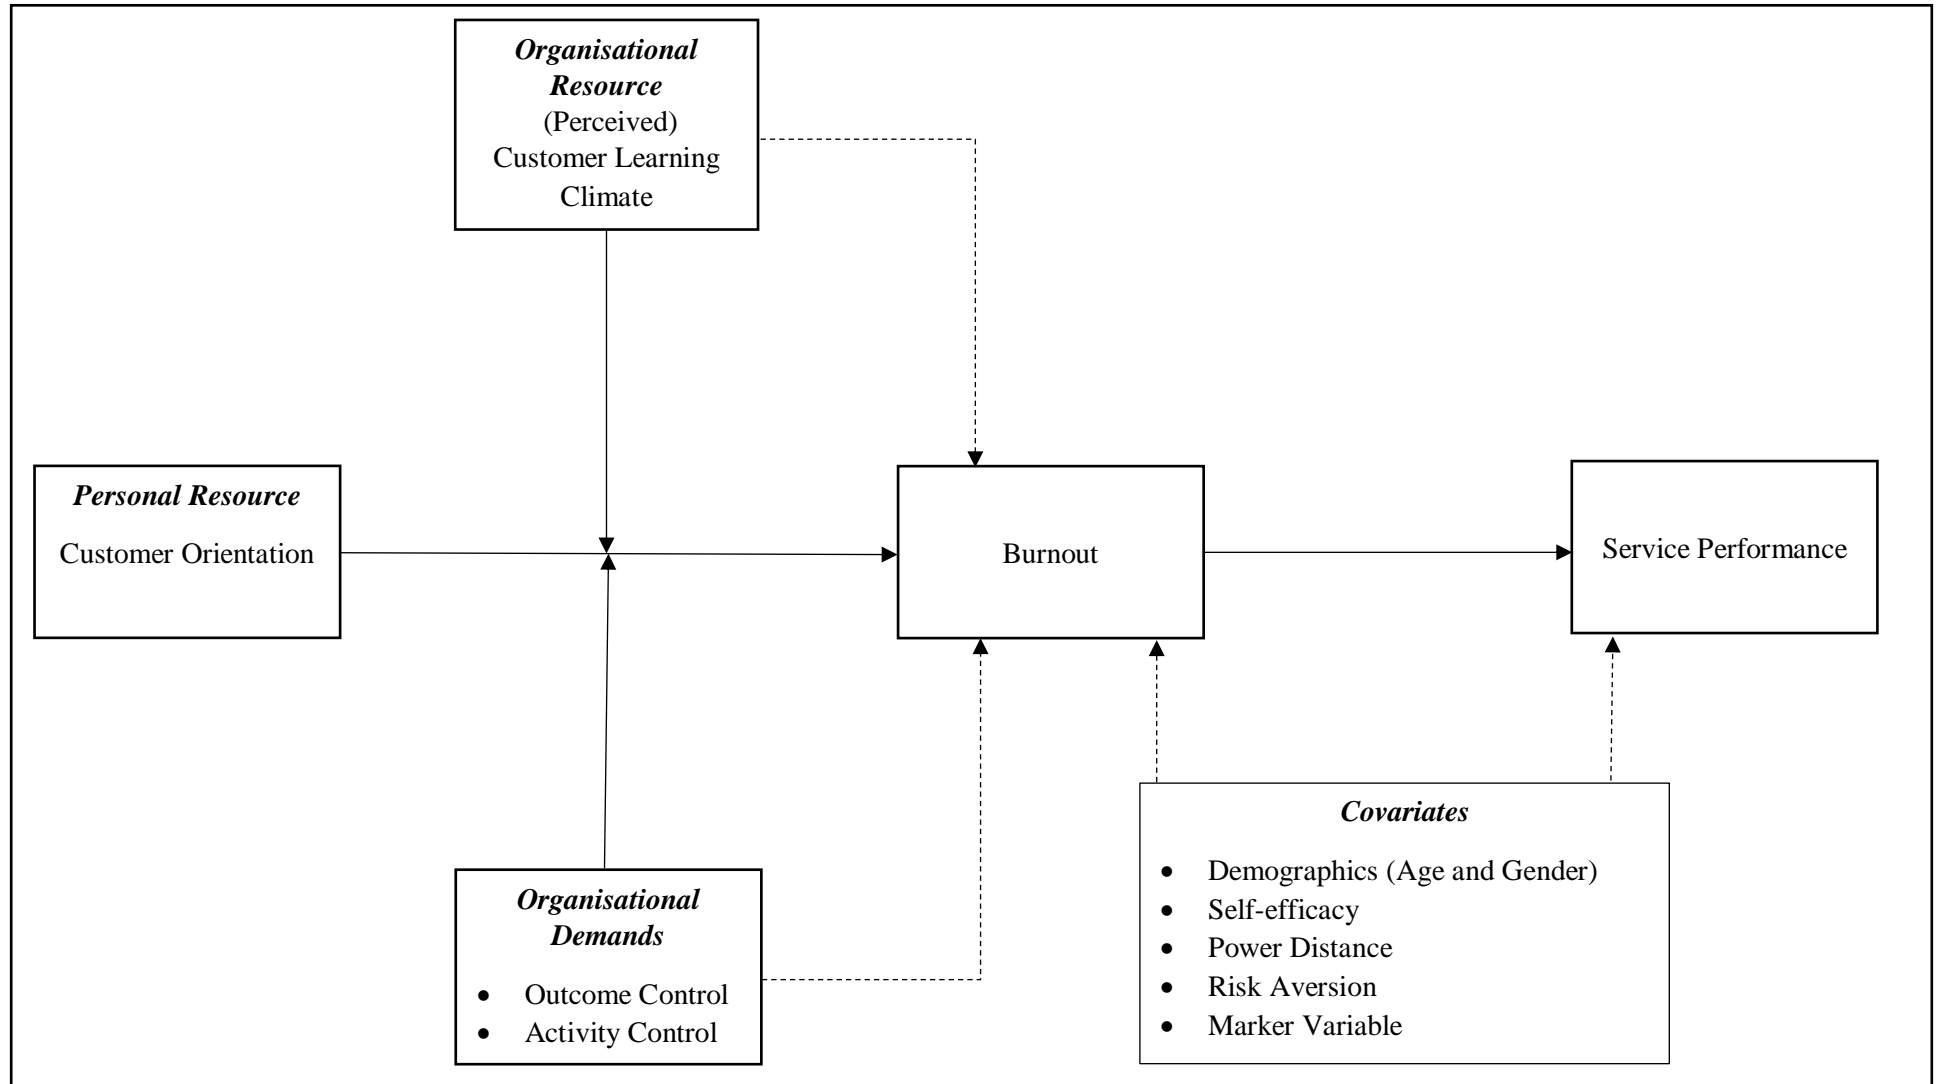 Organisational
Resource
(Perceived)
Customer Learning
Climate
Personal Resource
Customer Orientation
Burnout
Service Performance
Organisational
Demands
• Outcome Control
• Activity Control
Covariates
• Demographics (Age and Gender)
• Self-efficacy
• Power Distance
• Risk Aversion
• Marker Variable